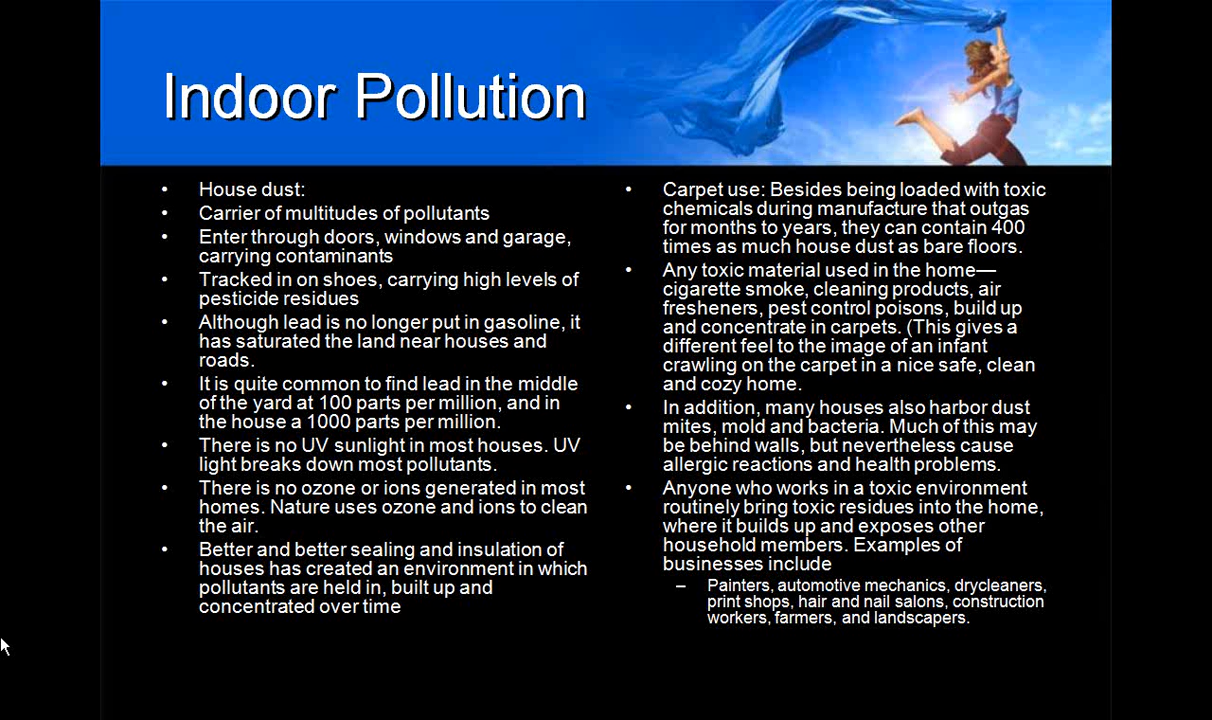 Indoor Pollution
• House dust:
• Carrier of multitudes of pollutants
• Enter through doors, windows and garage,
carrying contaminants
• Tracked in on shoes, carrying high levels of
pesticide residues
• Although lead is no longer put in gasoline, it
has saturated the land near houses and
roads.
• It is quite common to find lead in the middle
of the yard at 100 parts per million, and in
the house a 1000 parts per million.
• There is no UV sunlight in most houses. UV
light breaks down most pollutants.
• There is no ozone or ions generated in most
homes. Nature uses ozone and ions to clean
the air.
• Better and better sealing and insulation of
houses has created an environment in which
pollutants are held in, built up and
concentrated over time
• Carpet use: Besides being loaded with toxic
chemicals during manufacture that outgas
for months to years, they can contain 400
times as much house dust as bare floors.
• Any toxic material used in the home—
cigarette smoke, cleaning products, air
fresheners, pest control poisons, build up
and concentrate in carpets. (This gives a
different feel to the image of an infant
crawling on the carpet in a nice safe, clean
and cozy home.
• In addition, many houses also harbor dust
mites, mold and bacteria. Much of this may
be behind walls, but nevertheless cause
allergic reactions and health problems.
• Anyone who works in a toxic environment
routinely bring toxic residues into the home,
where it builds up and exposes other
household members. Examples of
businesses include
– Painters, automotive mechanics, drycleaners,
print shops, hair and nail salons, construction
workers, farmers, and landscapers.